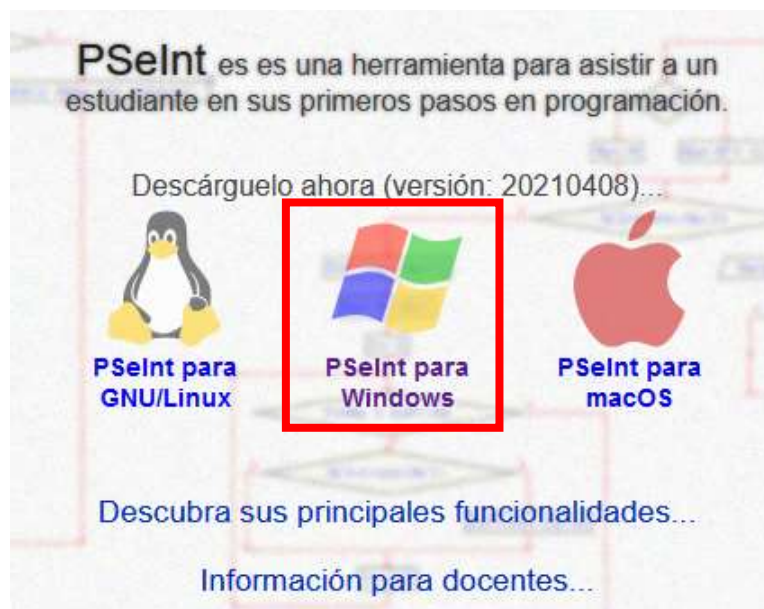 PSeInt es es una herramienta para asistir a un
estudiante en sus primeros pasos en programación.
Descárguelo ahora (versión: 20210408)...
PSeInt para
GNU/Linux
PSeInt para
Windows
PSeInt para
macOS
Descubra sus principales funcionalidades...
Información para docentes...